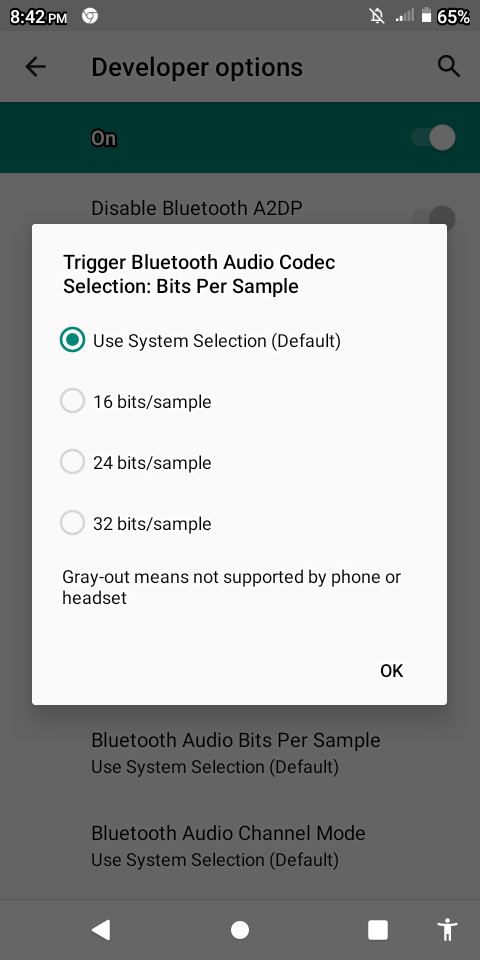 8:42 PM
65%
Developer options
On
Disable Bluetooth A2DP
Trigger Bluetooth Audio Codec
Selection: Bits Per Sample
Use System Selection (Default)
16 bits/sample
24 bits/sample
32 bits/sample
Gray-out means not supported by phone or
headset
OK
Bluetooth Audio Bits Per Sample
Use System Selection (Default)
Bluetooth Audio Channel Mode
Use System Selection (Default)